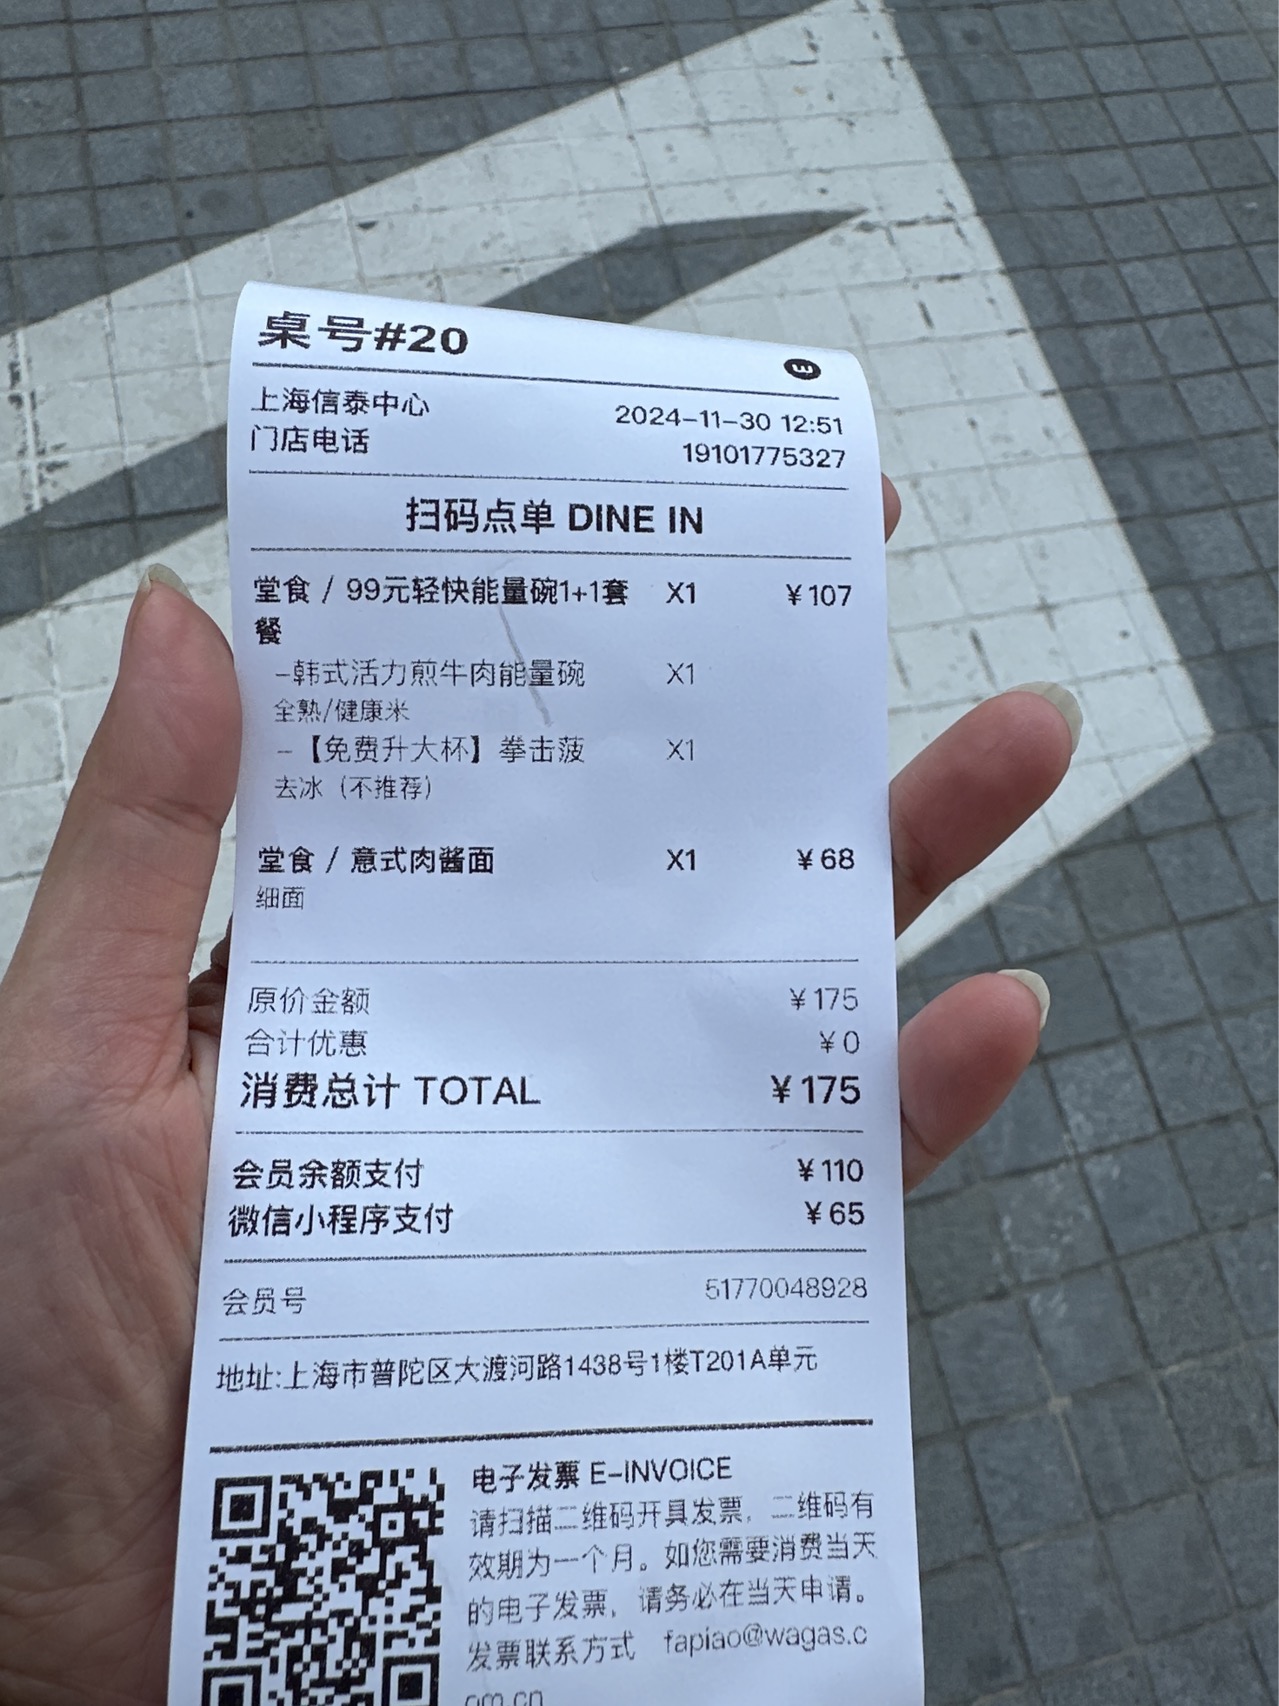 桌号#20
上海信泰中心 2024-11-30 12:51
门店电话 19101775327
扫码点单 DINE IN
堂食 / 99元轻快能量碗1+1套 X1 ¥107
餐
-韩式活力煎牛肉能量碗 X1
全熟/健康米
-【免费升大杯】拳击菠 X1
去冰（不推荐）
堂食 / 意式肉酱面 X1 ¥68
细面
原价金额 ¥175
合计优惠 ¥0
消费总计 TOTAL ¥175
会员余额支付 ¥110
微信小程序支付 ¥65
会员号 51770048928
地址:上海市普陀区大渡河路1438号1楼T201A单元
电子发票 E-INVOICE
请扫描二维码开具发票，二维码有
效期为一个月。如您需要消费当天
的电子发票，请务必在当天申请。
发票联系方式 fapiao@wagas.c
om.cn